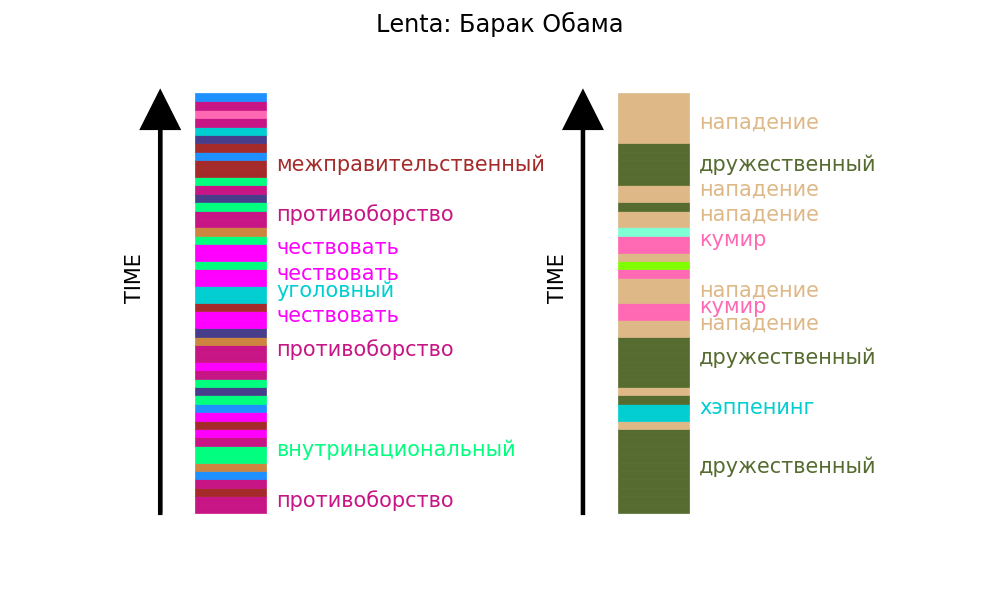 Lenta: Барак Обама
TIME
межправительственный
противоборство
чествовать
чествовать
уголовный
чествовать
противоборство
внутринациональный
противоборство
TIME
нападение
дружественный
нападение
нападение
кумир
нападение
кумир
нападение
дружественный
хэппенинг
дружественный